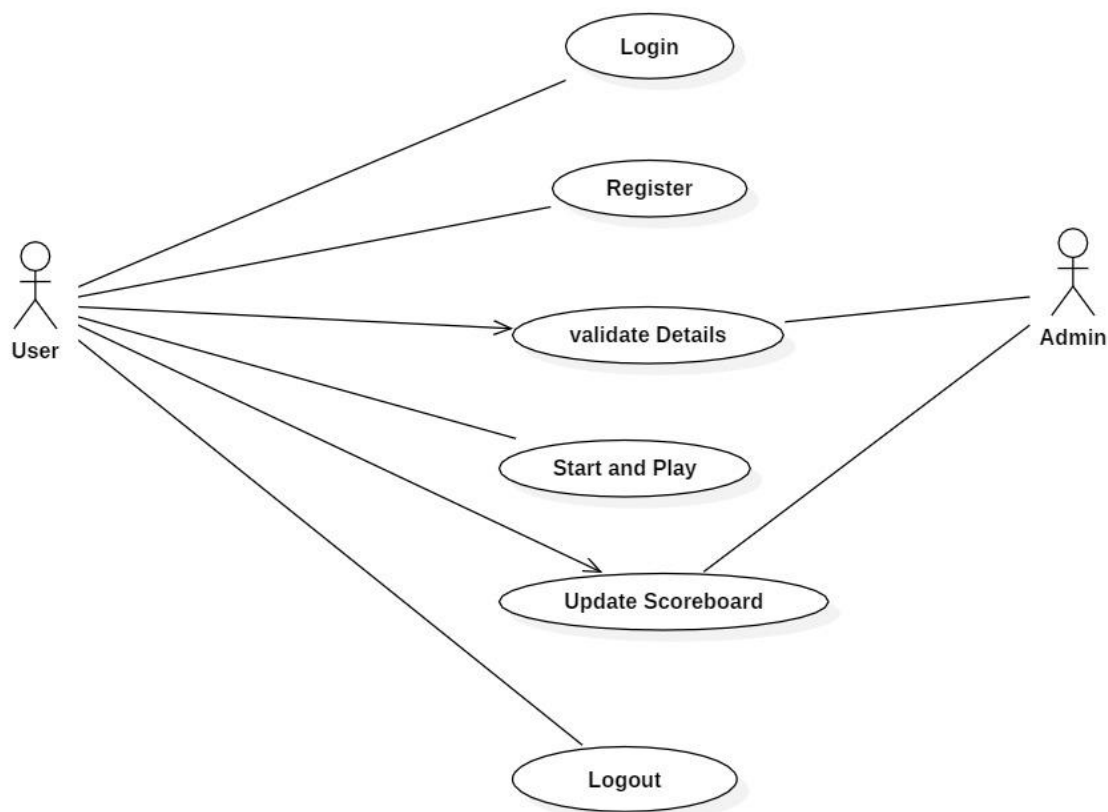 Login
Register
User
validate Details
Admin
Start and Play
Update Scoreboard
Logout